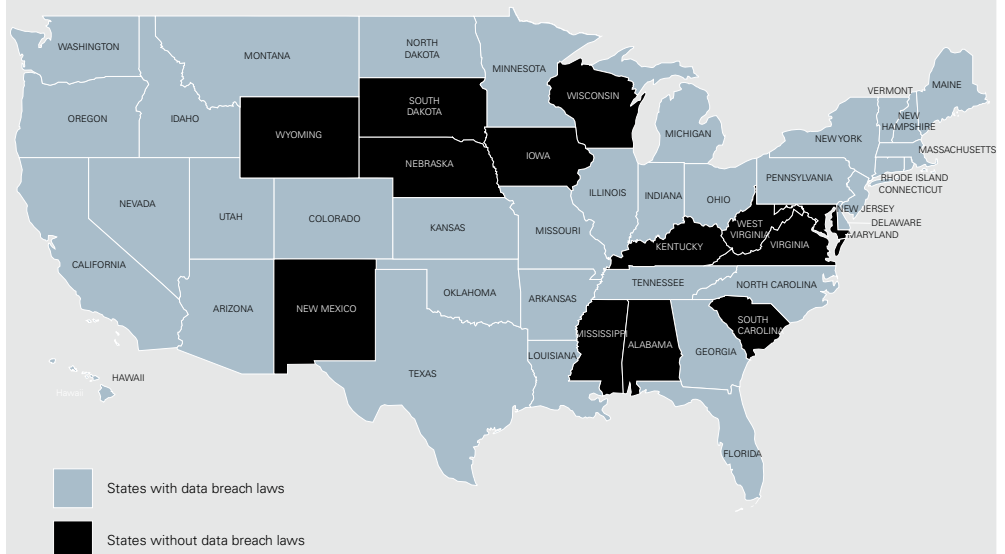 WASHINGTON
MONTANA
NORTH
DAKOTA
MINNESOTA
WISCONSIN
VERMONT
MAINE
OREGON
IDAHO
WYOMING
SOUTH
DAKOTA
NEW
HAMPSHIRE
MICHIGAN
NEW YORK
MASSACHUSETTS
NEBRASKA
IOWA
PENNSYLVANIA
RHODE ISLAND
CONNECTICUT
NEVADA
UTAH
COLORADO
KANSAS
MISSOURI
ILLINOIS
INDIANA
OHIO
NEW JERSEY
DELAWARE
MARYLAND
WEST
VIRGINIA
VIRGINIA
KENTUCKY
CALIFORNIA
ARIZONA
NEW MEXICO
OKLAHOMA
ARKANSAS
TENNESSEE
NORTH CAROLINA
SOUTH
CAROLINA
MISSISSIPPI
ALABAMA
GEORGIA
LOUISIANA
TEXAS
HAWAII
Hawaii
FLORIDA
States with data breach laws
States without data breach laws